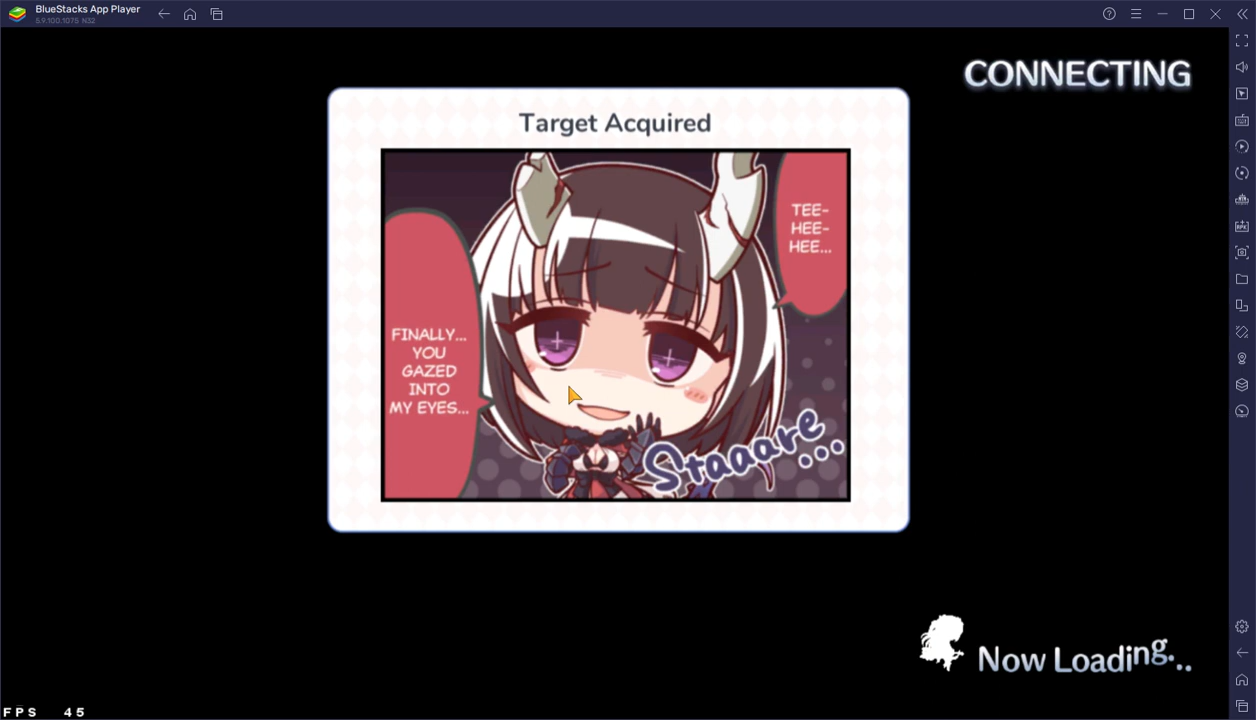 BlueStacks App Player
5.9.100.1075 N32
CONNECTING
Target Acquired
TEE-
HEE-
HEE...
FINALLY...
YOU
GAZED
INTO
MY EYES...
Staaare...
Now Loading...
FPS 45